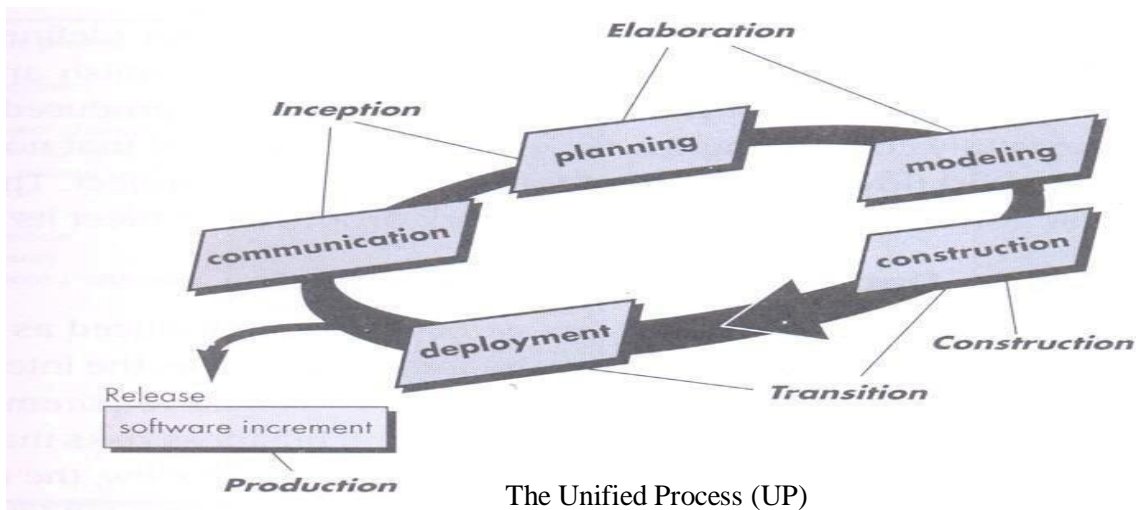 Elaboration
Inception
planning
modeling
communication
construction
deployment
Construction
Transition
Release
software increment
Production
The Unified Process (UP)